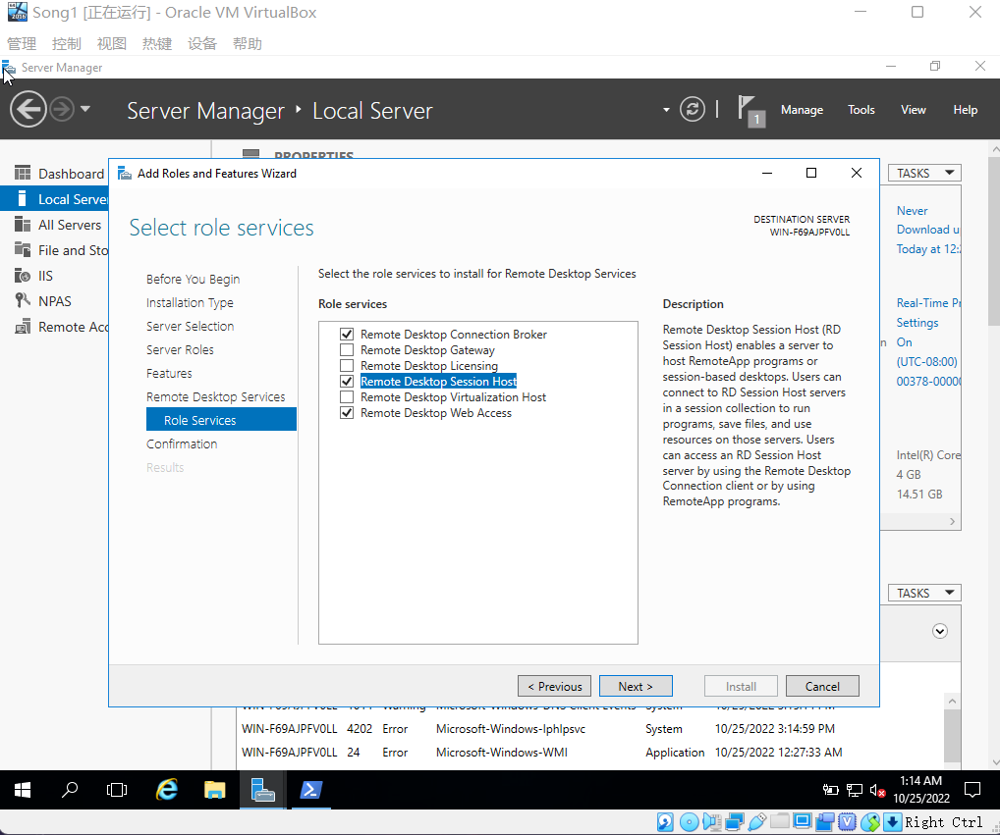 Song1 [正在运行] - Oracle VM VirtualBox
管理 控制 视图 热键 设备 帮助
Server Manager
Server Manager Local Server
1 Manage Tools View Help
PROPERTIES
Dashboard
Local Server
All Servers
File and Sto
IIS
NPAS
Remote Acc
TASKS
Never
Download u
Today at 12:2
Real-Time Pr
Settings
On
(UTC-08:00)
00378-0000
Intel(R) Core
4 GB
14.51 GB
TASKS
Add Roles and Features Wizard
Select role services
DESTINATION SERVER
WIN-F69AJPFV0LL
Before You Begin
Installation Type
Server Selection
Server Roles
Features
Remote Desktop Services
Role Services
Confirmation
Results
Select the role services to install for Remote Desktop Services
Role services
Remote Desktop Connection Broker
Remote Desktop Gateway
Remote Desktop Licensing
Remote Desktop Session Host
Remote Desktop Virtualization Host
Remote Desktop Web Access
Description
Remote Desktop Session Host (RD
Session Host) enables a server to
host RemoteApp programs or
session-based desktops. Users can
connect to RD Session Host servers
in a session collection to run
programs, save files, and use
resources on those servers. Users
can access an RD Session Host
server by using the Remote Desktop
Connection client or by using
RemoteApp programs.
< Previous Next > Install Cancel
WIN-F69AJPFV0LL 4202 Error Microsoft-Windows-Iphlpsvc System 10/25/2022 3:14:59 PM
WIN-F69AJPFV0LL 24 Error Microsoft-Windows-WMI Application 10/25/2022 12:27:33 AM
1:14 AM
10/25/2022
Right Ctrl